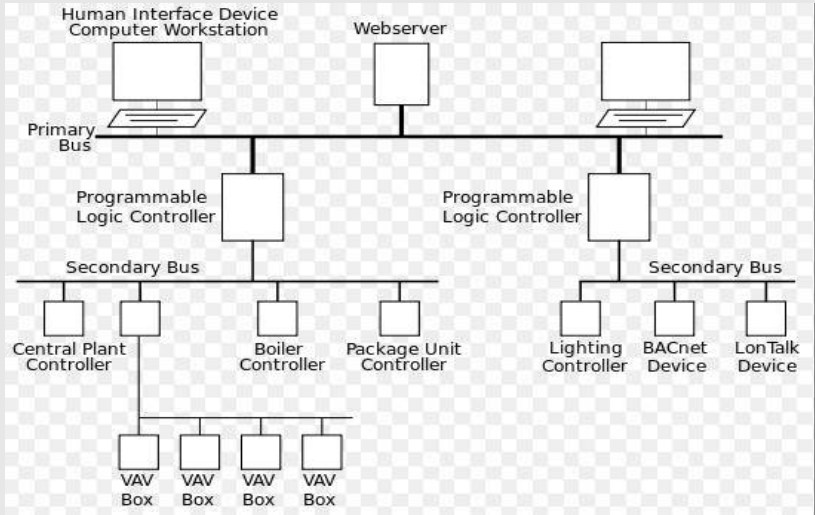 Human Interface Device
Computer Workstation
Webserver
Primary
Bus
Programmable
Logic Controller
Programmable
Logic Controller
Secondary Bus
Secondary Bus
Central Plant
Controller
Boiler
Controller
Package Unit
Controller
Lighting
Controller
BACnet
Device
LonTalk
Device
VAV
Box
VAV
Box
VAV
Box
VAV
Box